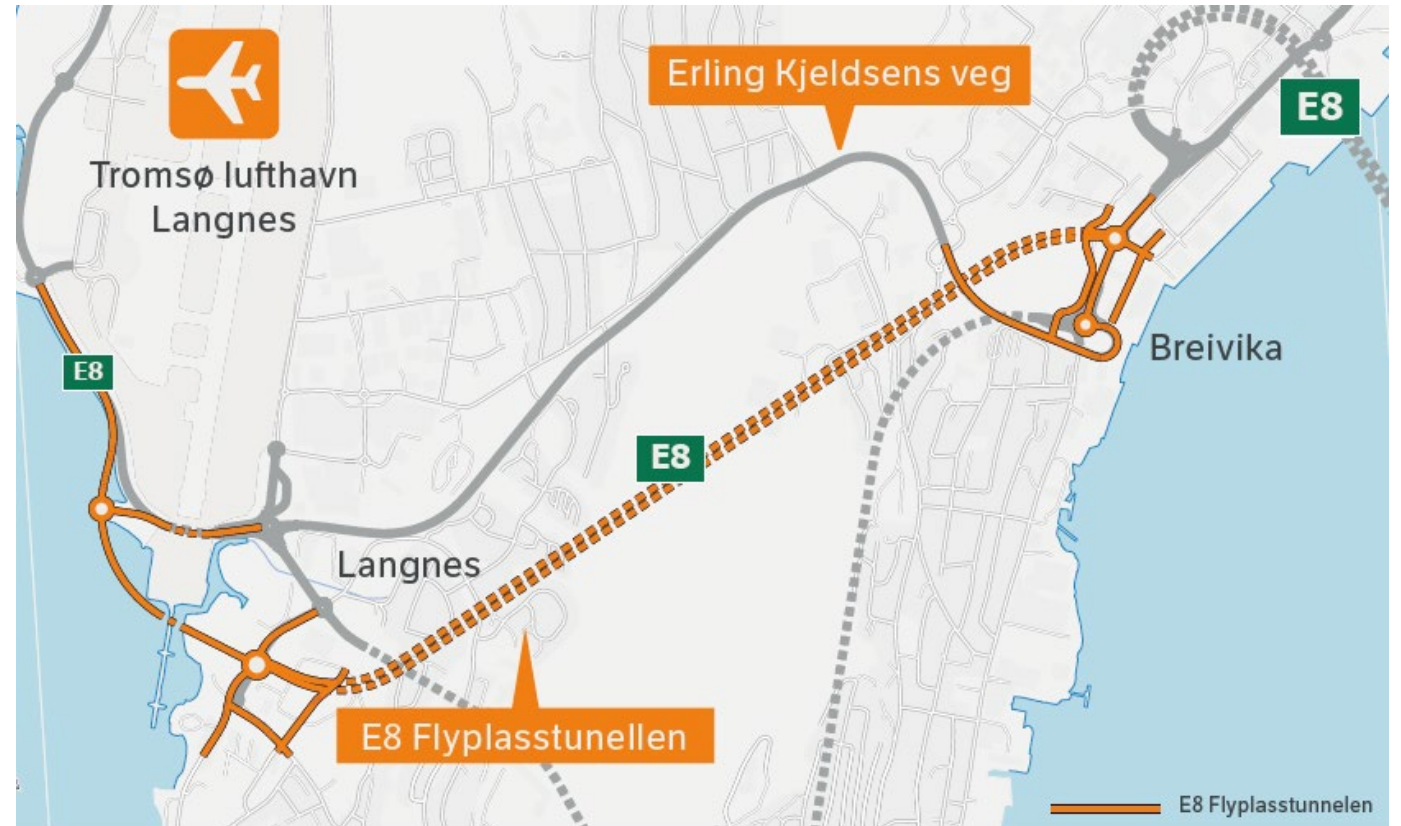 Erling Kjeldsens veg
E8
Tromsø lufthavn
Langnes
Breivika
E8
E8
Langnes
E8 Flyplasstunellen
E8 Flyplasstunnelen